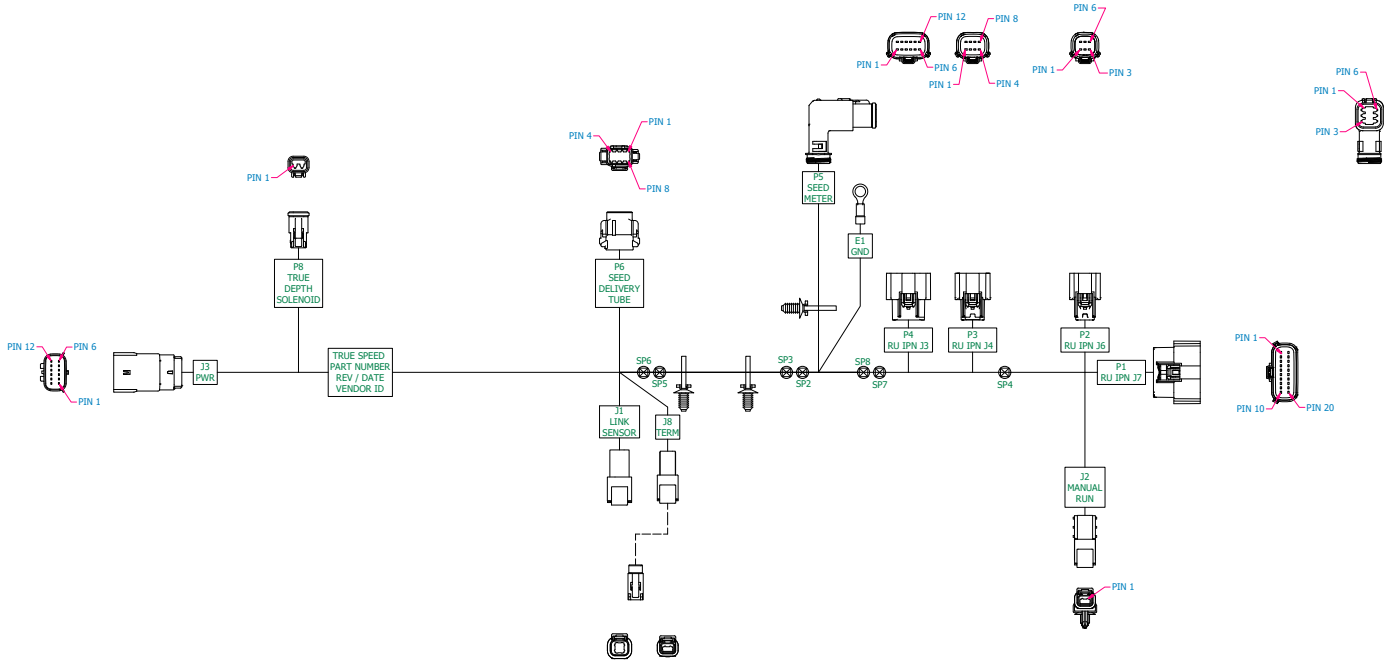 PIN 12
PIN 8
PIN 6
PIN 1
PIN 6
PIN 1
PIN 4
PIN 1
PIN 3
PIN 6
PIN 1
PIN 3
PIN 4
PIN 1
PIN 8
PIN 1
P5
SEED
METER
E1
GND
P8
TRUE
DEPTH
SOLENOID
P6
SEED
DELIVERY
TUBE
P4
RU IPN J3
P3
RU IPN J4
P2
RU IPN J6
PIN 12
PIN 6
PIN 1
J3
PWR
TRUE SPEED
PART NUMBER
REV / DATE
VENDOR ID
SP6
SP5
SP3
SP2
SP8
SP7
SP4
P1
RU IPN J7
PIN 1
PIN 10
PIN 20
J1
LINK
SENSOR
J8
TERM
J2
MANUAL
RUN
PIN 1